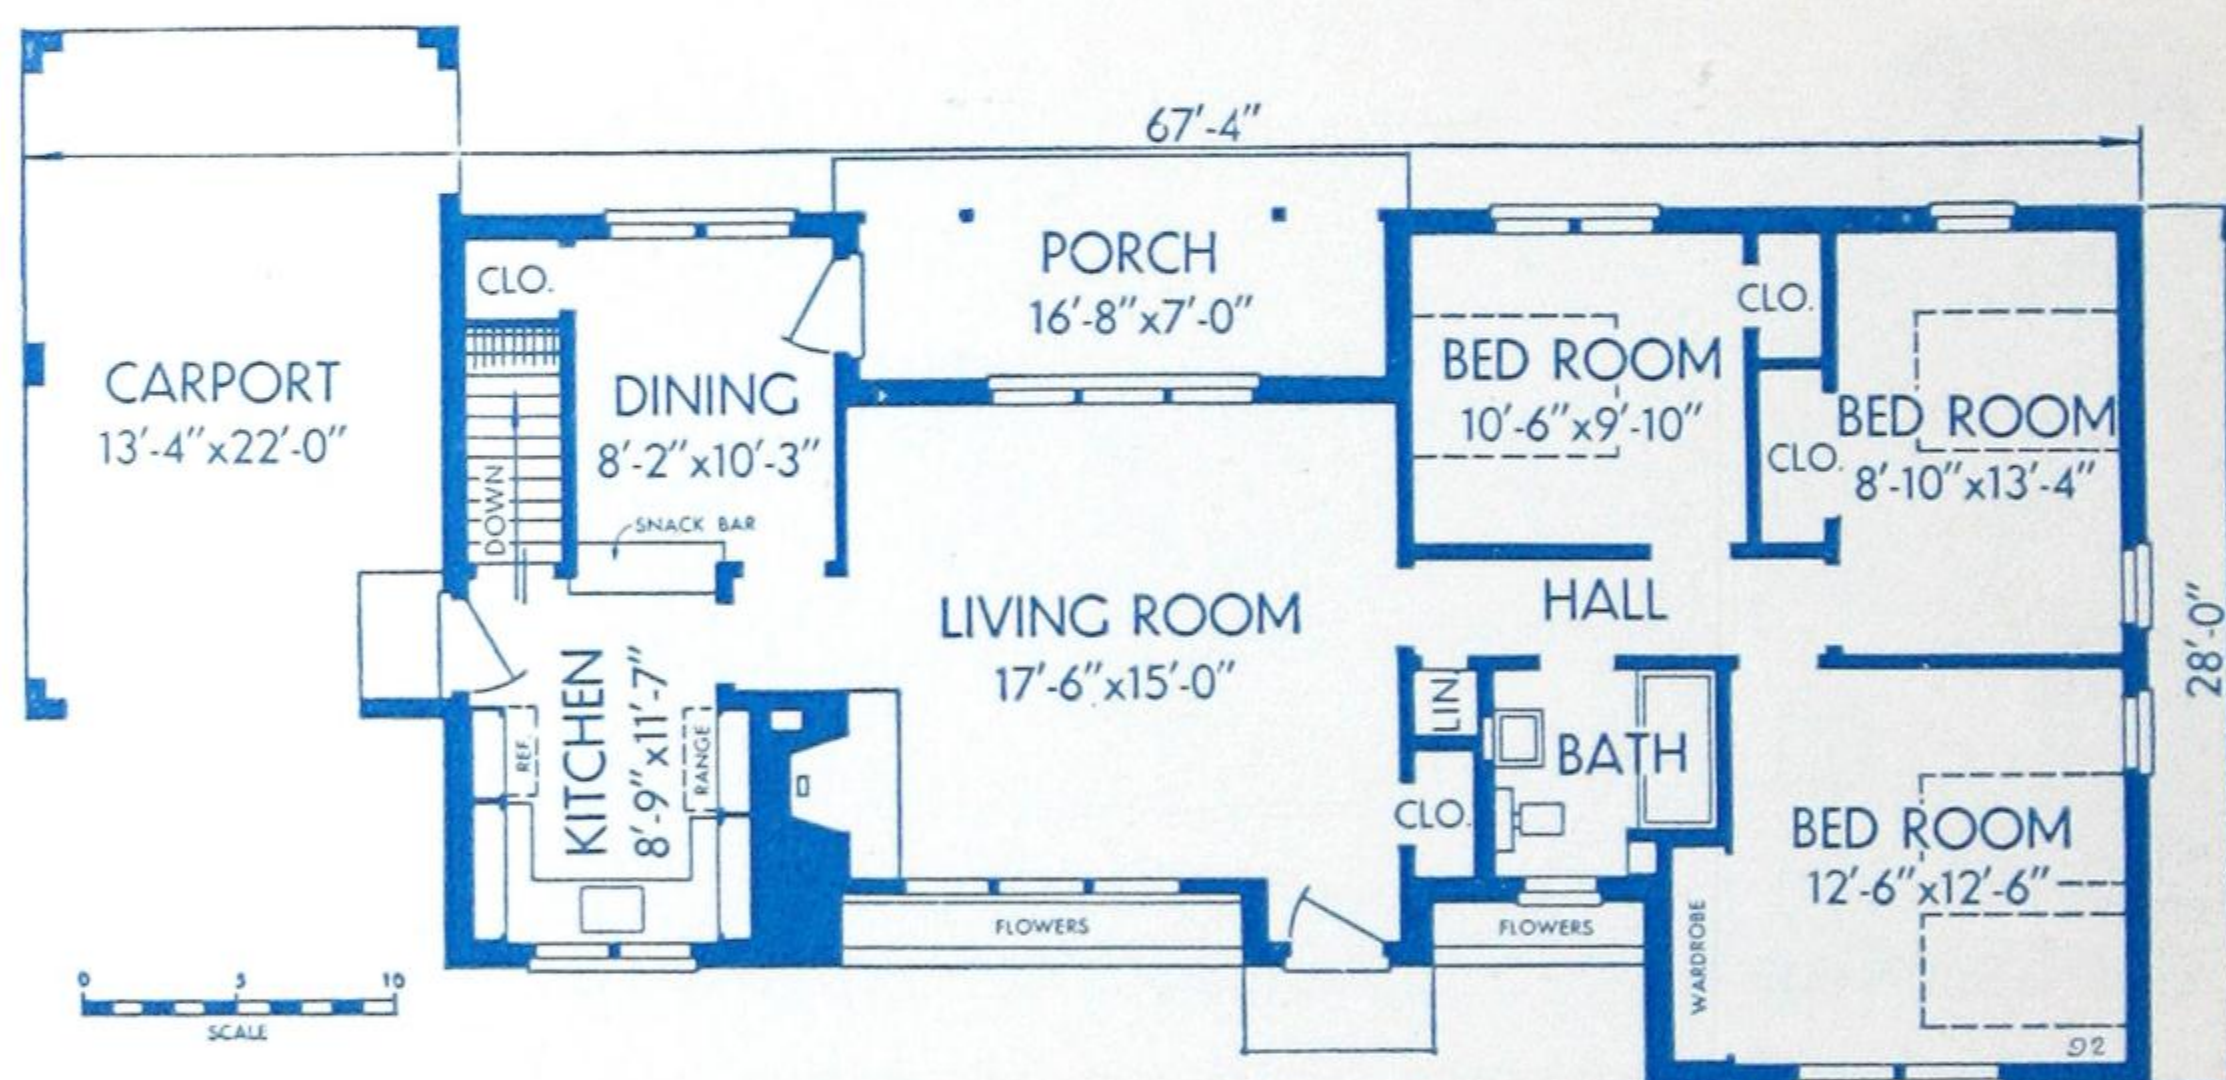 67'-4"
CARPORT
13'-4"x22'-0"
CLO.
DOWN
DINING
8'-2"x10'-3"
SNACK BAR
PORCH
16'-8"x7'-0"
BED ROOM
10'-6"x9'-10"
CLO.
CLO.
BED ROOM
8'-10"x13'-4"
28'-0"
LIVING ROOM
17'-6"x15'-0"
HALL
KITCHEN
8'-9"x11'-7"
REF.
RANGE
LIN.
BATH
CLO.
BED ROOM
12'-6"x12'-6"
WARDROBE
FLOWERS
FLOWERS
0 5 10
SCALE
92